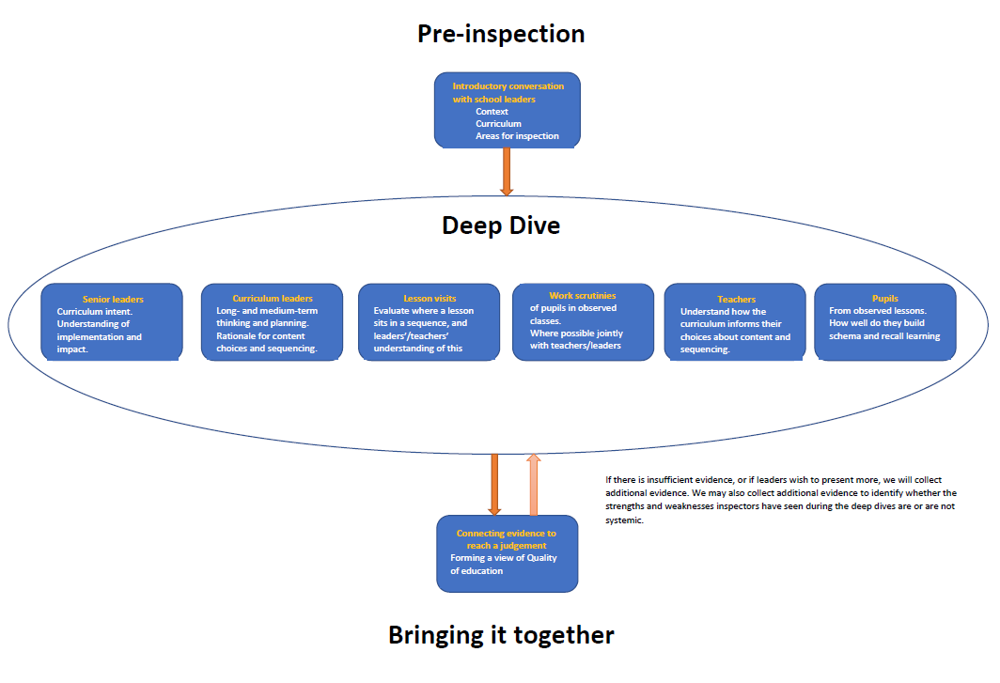 Pre-inspection
Introductory conversation
with school leaders
Context
Curriculum
Areas for inspection
Deep Dive
Senior leaders
Curriculum intent.
Understanding of
implementation and
impact.
Curriculum leaders
Long- and medium-term
thinking and planning.
Rationale for content
choices and sequencing.
Lesson visits
Evaluate where a lesson
sits in a sequence, and
leaders’/teachers’
understanding of this
Work scrutinies
of pupils in observed
classes.
Where possible jointly
with teachers/leaders
Teachers
Understand how the
curriculum informs their
choices about content and
sequencing.
Pupils
From observed lessons.
How well do they build
schema and recall learning
If there is insufficient evidence, or if leaders wish to present more, we will collect
additional evidence. We may also collect additional evidence to identify whether the
strengths and weaknesses inspectors have seen during the deep dives are or are not
systemic.
Connecting evidence to
reach a judgement
Forming a view of Quality
of education
Bringing it together